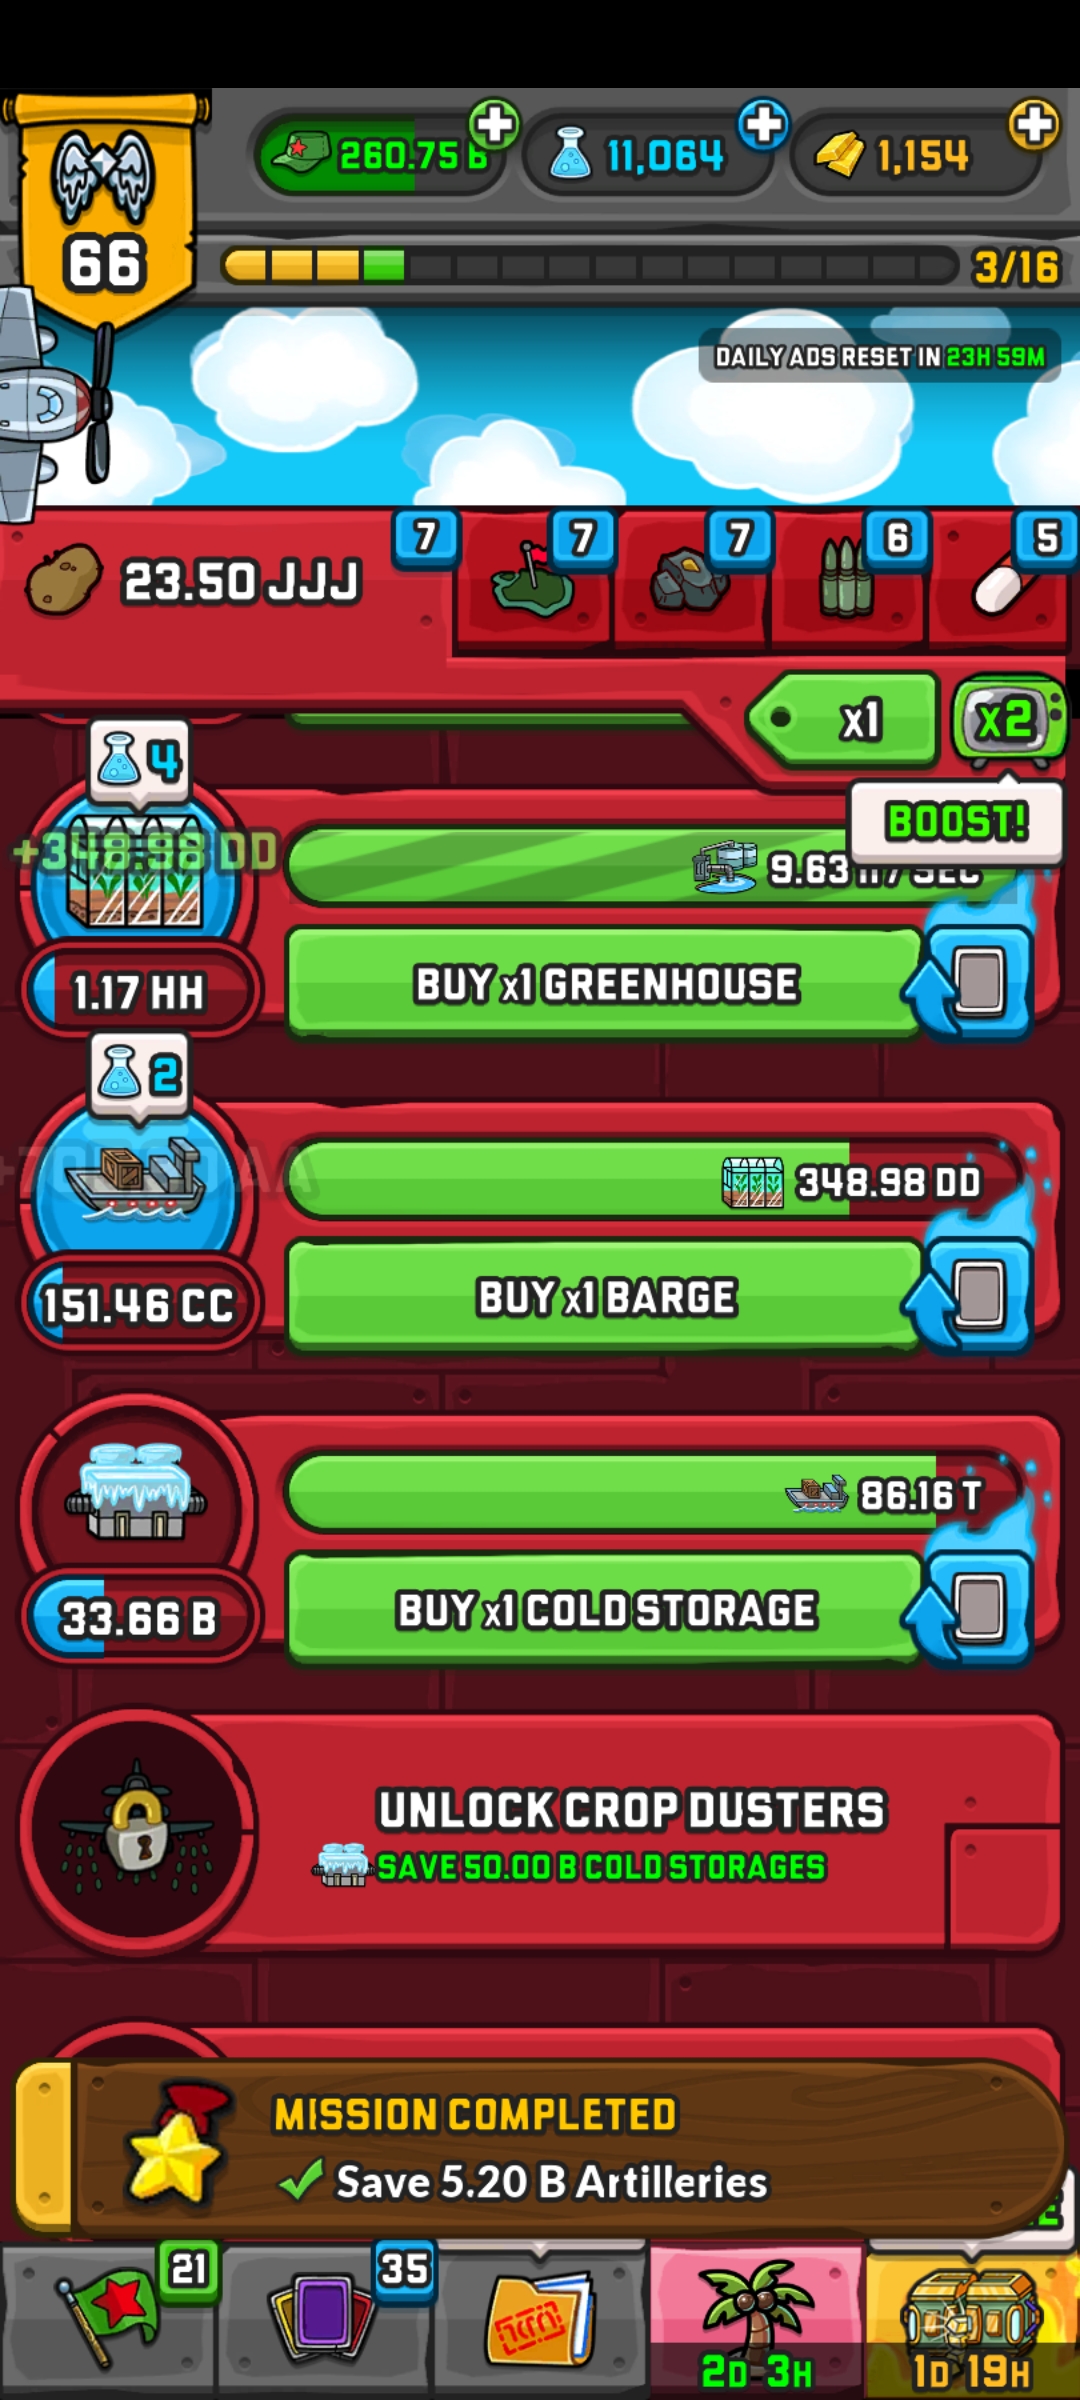 260.75 B
11,064
1,154
66
3/16
DAILY ADS RESET IN 23H 59M
23.50 JJJ
7
7
7
6
5
x1
x2
BOOST!
4
+348.98 DD
9.63
/SEC
BUY x1 GREENHOUSE
1.17 HH
2
348.98 DD
BUY x1 BARGE
151.46 CC
86.16 T
BUY x1 COLD STORAGE
33.66 B
UNLOCK CROP DUSTERS
SAVE 50.00 B COLD STORAGES
MISSION COMPLETED
Save 5.20 B Artilleries
21
35
2D 3H
1D 19H